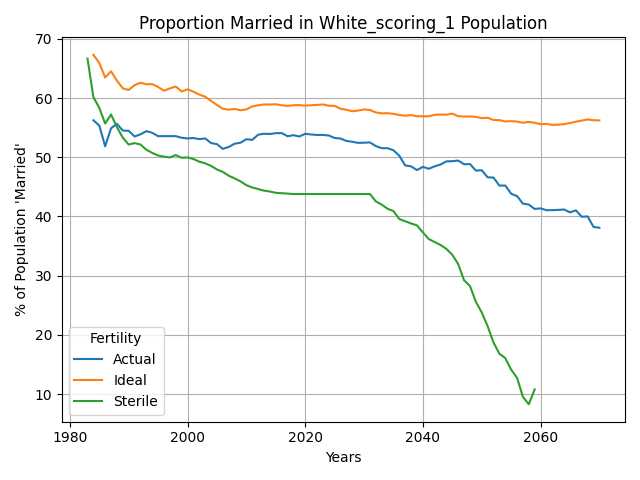 Proportion Married in White_scoring_1 Population
% of Population 'Married'
70
60
50
40
30
20
10
Fertility
Actual
Ideal
Sterile
1980
2000
2020
2040
2060
Years